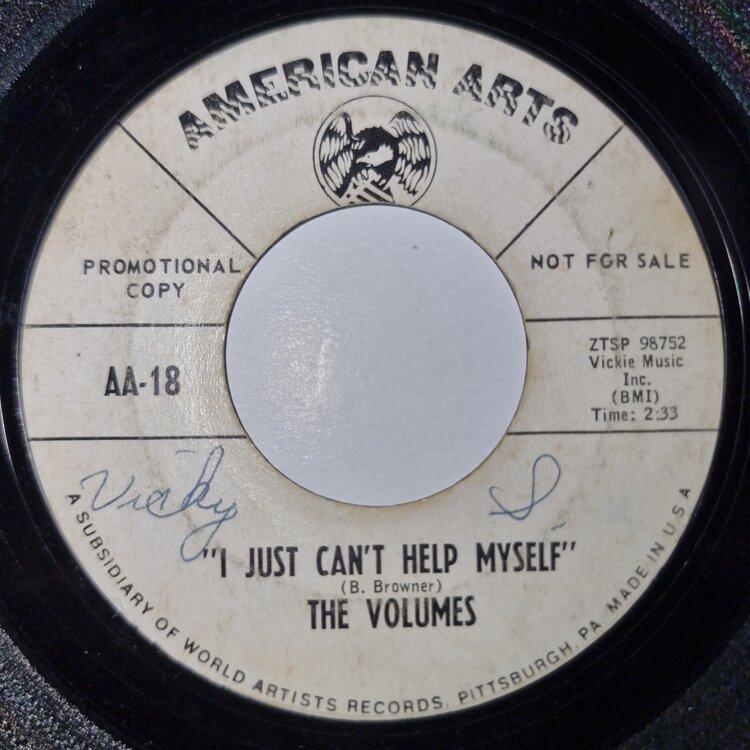 AMERICAN ARTS
PROMOTIONAL
COPY
NOT FOR SALE
AA-18
ZTSP 98752
Vickie Music
Inc.
(BMI)
Time: 2:33
Vicky S
"I JUST CAN'T HELP MYSELF"
(B. Browner)
THE VOLUMES
A SUBSIDIARY OF WORLD ARTISTS RECORDS. PITTSBURGH, PA. MADE IN U S A